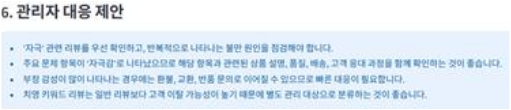 6. 관리자 대응 제안
• '자극' 관련 리뷰를 우선 확인하고, 반복적으로 나타나는 불만 원인을 점검해야 합니다.
• 주요 문제 항목이 '자극감'로 나타났으므로 해당 항목과 관련된 상품 설명, 품질, 배송, 고객 응대 과정을 함께 확인하는 것이 좋습니다.
• 부정 감성이 많이 나타나는 경우에는 환불, 교환, 반품 문의로 이어질 수 있으므로 빠른 대응이 필요합니다.
• 치명 키워드 리뷰는 일반 리뷰보다 고객 이탈 가능성이 높기 때문에 별도 관리 대상으로 분류하는 것이 좋습니다.